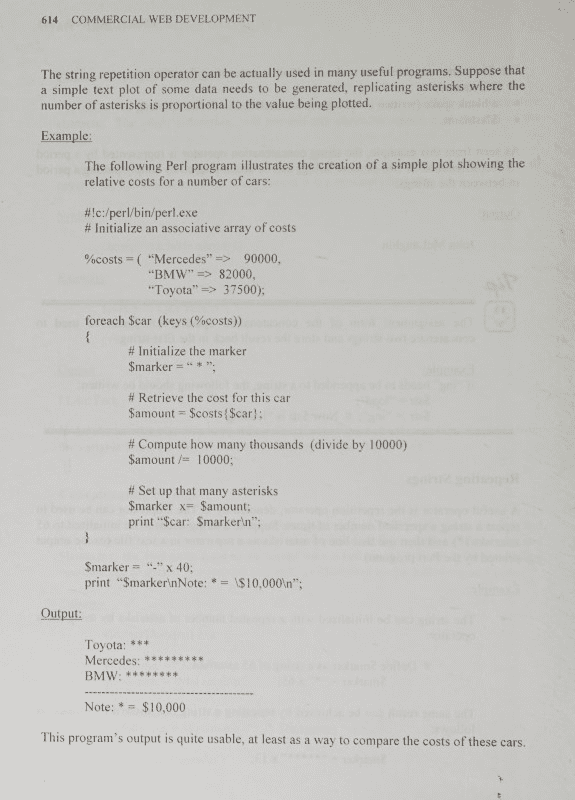 614 COMMERCIAL WEB DEVELOPMENT
The string repetition operator can be actually used in many useful programs. Suppose that
a simple text plot of some data needs to be generated, replicating asterisks where the
number of asterisks is proportional to the value being plotted.
Example:
The following Perl program illustrates the creation of a simple plot showing the
relative costs for a number of cars:
#!c:/perl/bin/perl.exe
# Initialize an associative array of costs
%costs = ( “Mercedes” => 90000,
“BMW” => 82000,
“Toyota” => 37500);
foreach $car (keys (%costs))
{
# Initialize the marker
$marker = “ * ”;
# Retrieve the cost for this car
$amount = $costs{$car};
# Compute how many thousands (divide by 10000)
$amount /= 10000;
# Set up that many asterisks
$marker x= $amount;
print “$car: $marker\n”;
}
$marker = “-” x 40;
print “$marker\nNote: * = \$10,000\n”;
Output:
Toyota: ***
Mercedes: *********
BMW: ********
----------------------------------------
Note: * = $10,000
This program’s output is quite usable, at least as a way to compare the costs of these cars.